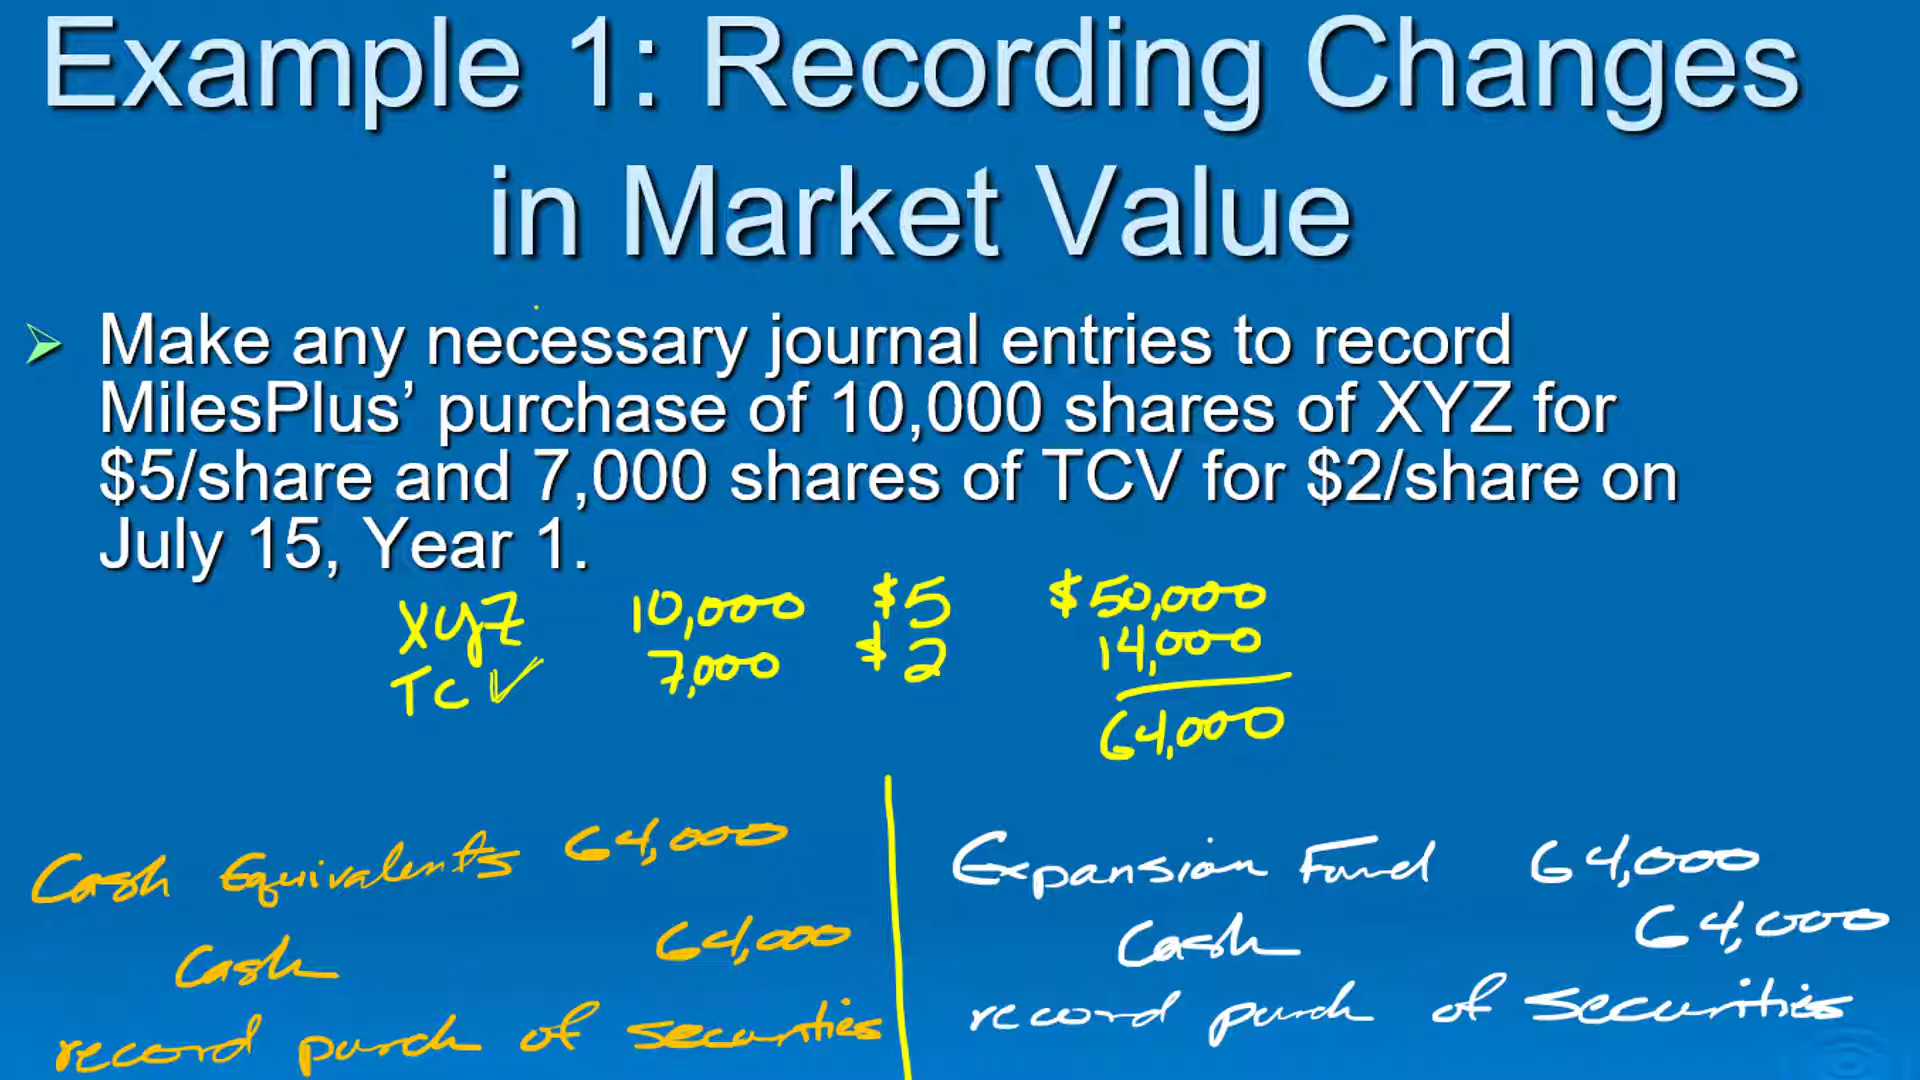 Example 1: Recording Changes
in Market Value
Make any necessary journal entries to record
MilesPlus’ purchase of 10,000 shares of XYZ for
$5/share and 7,000 shares of TCV for $2/share on
July 15, Year 1.
XYZ 10,000 $5 $50,000
TCV 7,000 $2 14,000
64,000
Cash Equivalents 64,000
Cash 64,000
record purch of securities
Expansion Fund 64,000
Cash 64,000
record purch of securities